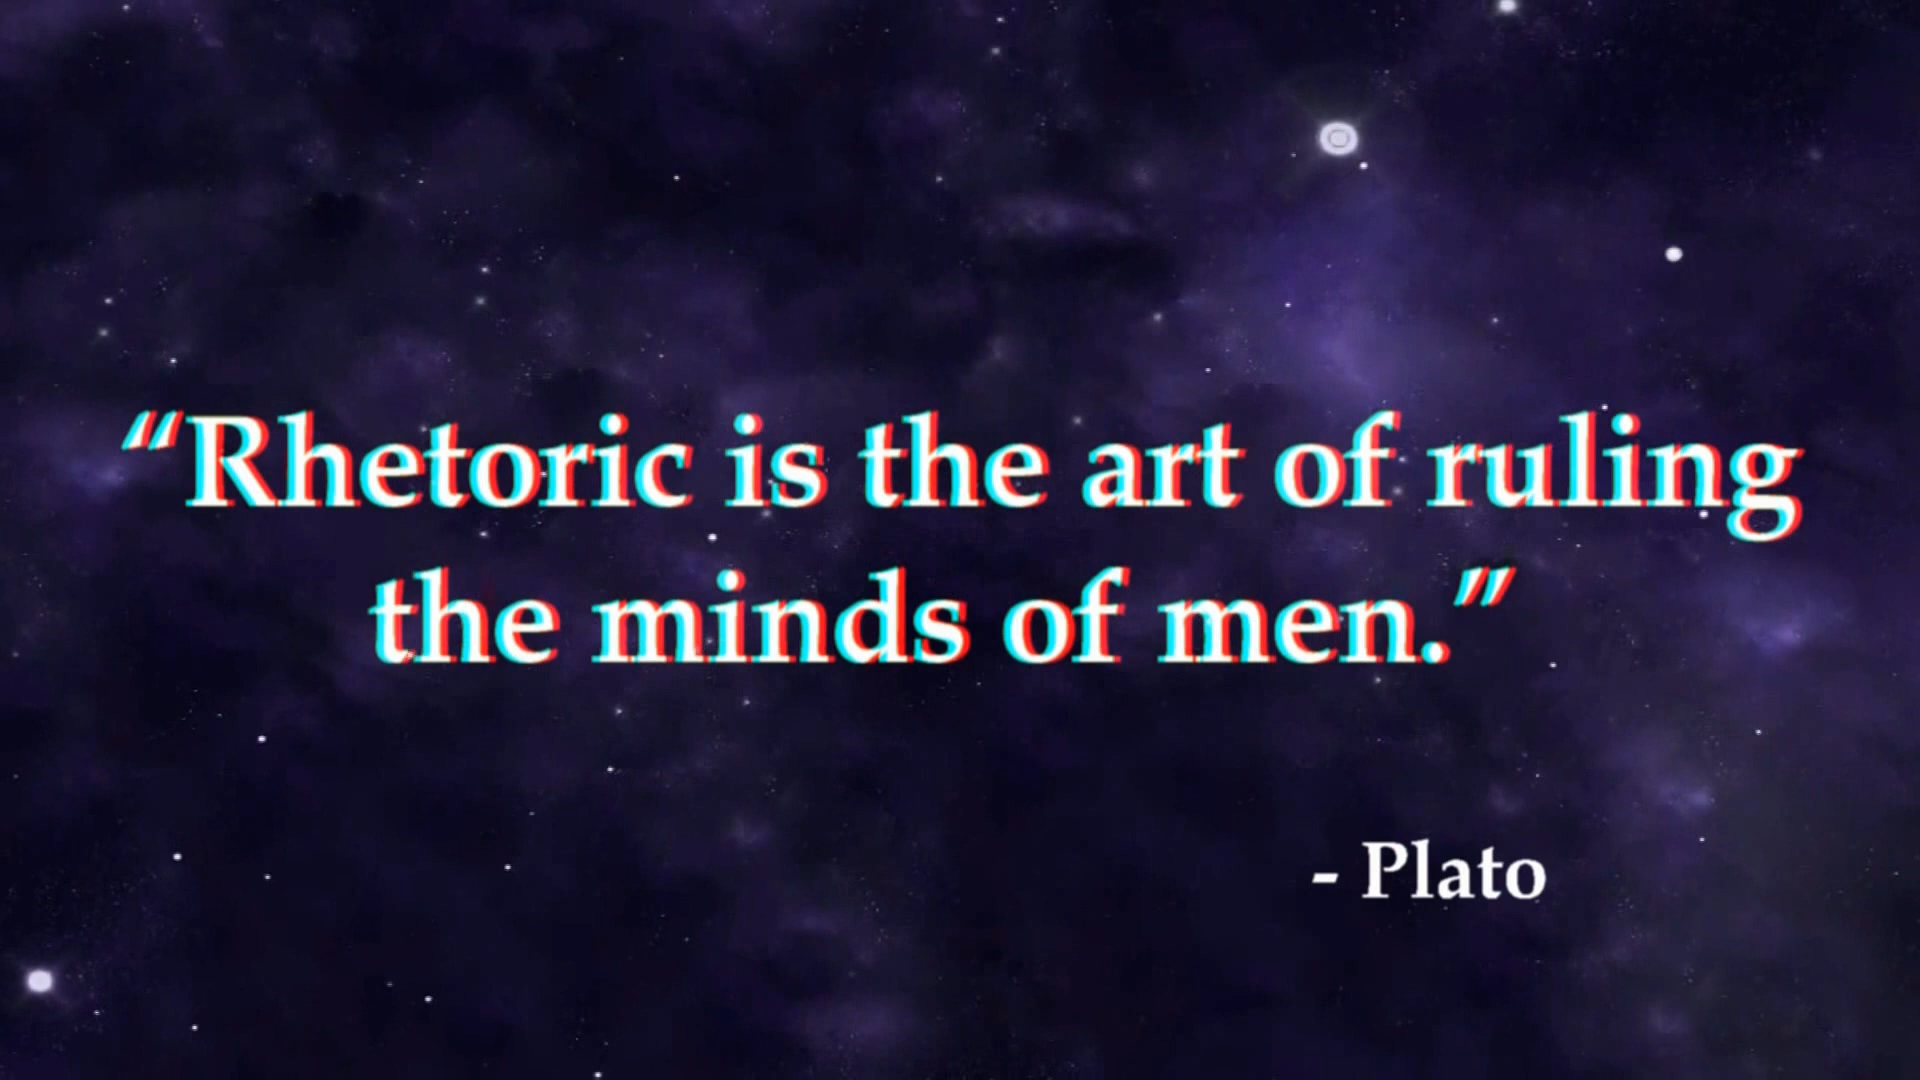 “Rhetoric is the art of ruling
the minds of men.”
- Plato